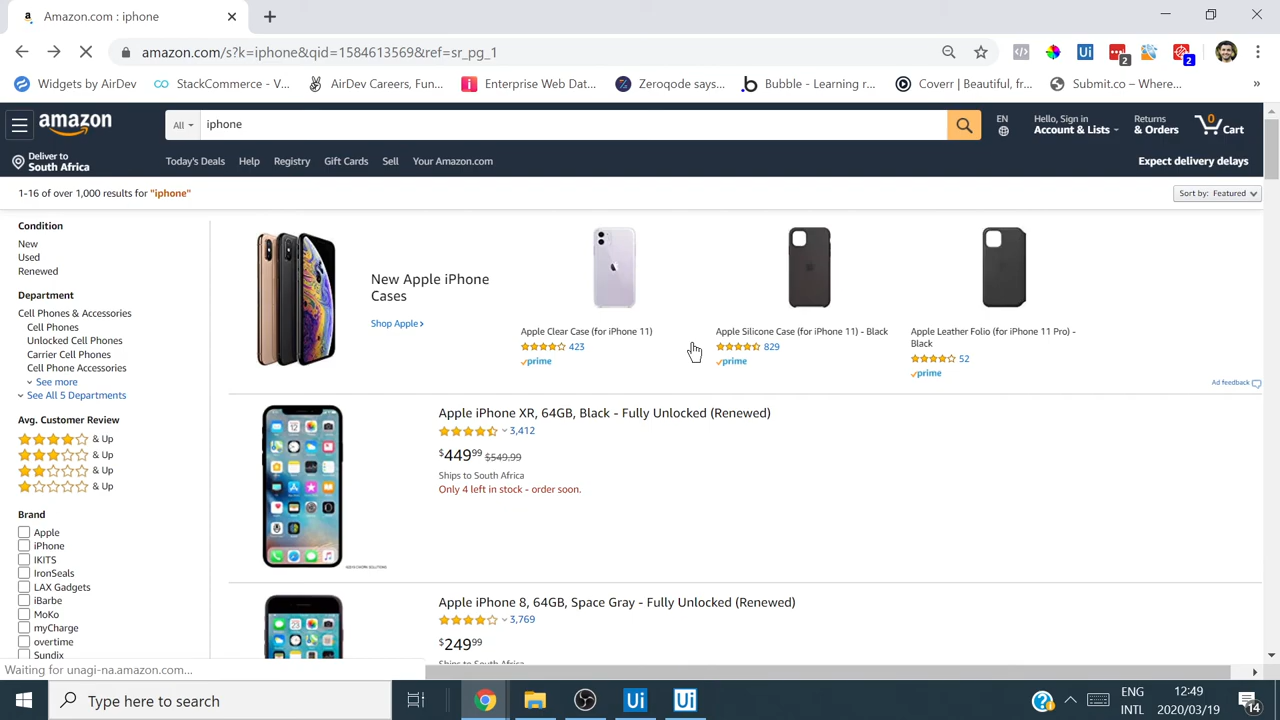 Amazon.com : iphone
amazon.com/s?k=iphone&qid=1584613569&ref=sr_pg_1
2
2
Widgets by AirDev
StackCommerce - V...
AirDev Careers, Fun...
Enterprise Web Dat...
Zeroqode says...
Bubble - Learning r...
Coverr | Beautiful, fr...
Submit.co – Where...
»
amazon
All
iphone
EN
Hello, Sign in
Account & Lists
Returns
& Orders
0
Cart
Deliver to
South Africa
Today's Deals
Help
Registry
Gift Cards
Sell
Your Amazon.com
Expect delivery delays
1-16 of over 1,000 results for "iphone"
Sort by: Featured
Condition
New
Used
Renewed
Department
Cell Phones & Accessories
Cell Phones
Unlocked Cell Phones
Carrier Cell Phones
Cell Phone Accessories
See more
See All 5 Departments
Avg. Customer Review
& Up
& Up
& Up
& Up
Brand
Apple
iPhone
IKITS
IronSeals
LAX Gadgets
iBarbe
MoKo
myCharge
overtime
Sundix
New Apple iPhone
Cases
Shop Apple ›
Apple Clear Case (for iPhone 11)
423
prime
Apple Silicone Case (for iPhone 11) - Black
829
prime
Apple Leather Folio (for iPhone 11 Pro) -
Black
52
prime
Ad feedback
Apple iPhone XR, 64GB, Black - Fully Unlocked (Renewed)
3,412
$44999 $549.99
Ships to South Africa
Only 4 left in stock - order soon.
Apple iPhone 8, 64GB, Space Gray - Fully Unlocked (Renewed)
3,769
$24999
Ships to South Africa
Waiting for unagi-na.amazon.com...
Type here to search
Ui
Ui
ENG
INTL
12:49
2020/03/19
14